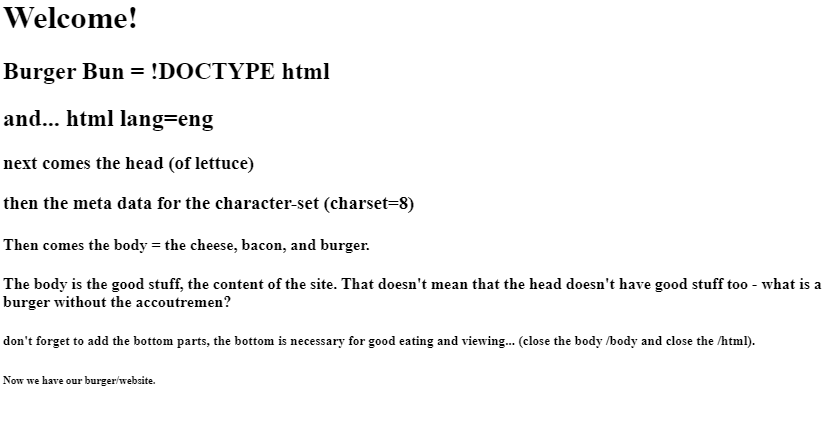 Welcome!
Burger Bun = !DOCTYPE html
and... html lang=eng
next comes the head (of lettuce)
then the meta data for the character-set (charset=8)
Then comes the body = the cheese, bacon, and burger.
The body is the good stuff, the content of the site. That doesn't mean that the head doesn't have good stuff too - what is a
burger without the accoutremen?
don't forget to add the bottom parts, the bottom is necessary for good eating and viewing... (close the body /body and close the /html).
Now we have our burger/website.